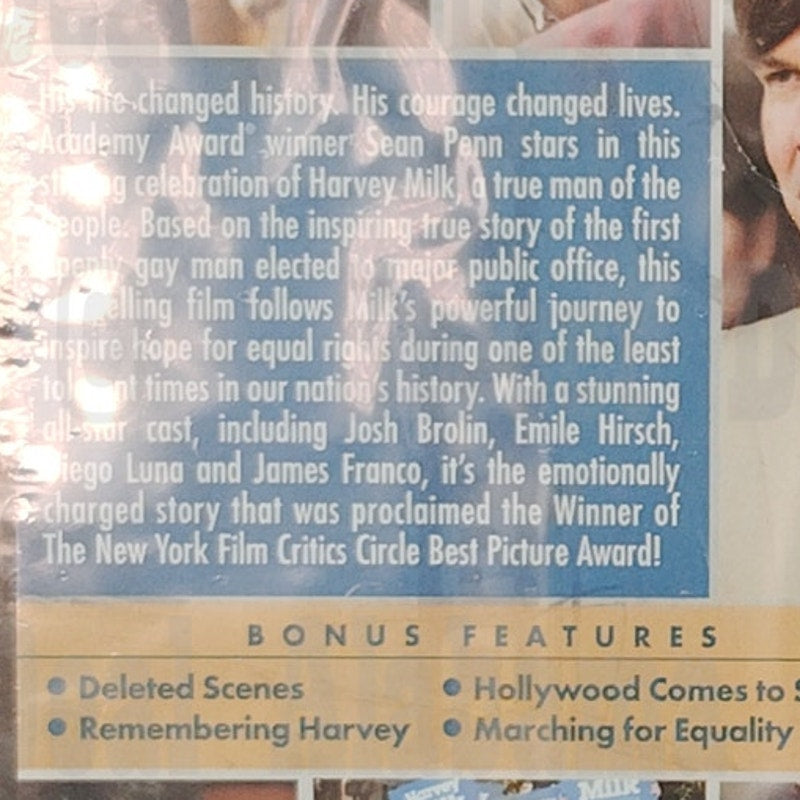 His life changed history. His courage changed lives.
Academy Award® winner Sean Penn stars in this
celebration of Harvey Milk, a true man of the
people. Based on the inspiring true story of the first
openly gay man elected to major public office, this
film follows Milk's powerful journey to
inspire hope for equal rights during one of the least
tolerant times in our nation's history. With a stunning
all-star cast, including Josh Brolin, Emile Hirsch,
Diego Luna and James Franco, it's the emotionally
charged story that was proclaimed the Winner of
The New York Film Critics Circle Best Picture Award!
BONUS FEATURES
• Deleted Scenes • Hollywood Comes to S
• Remembering Harvey • Marching for Equality
Harvey Milk